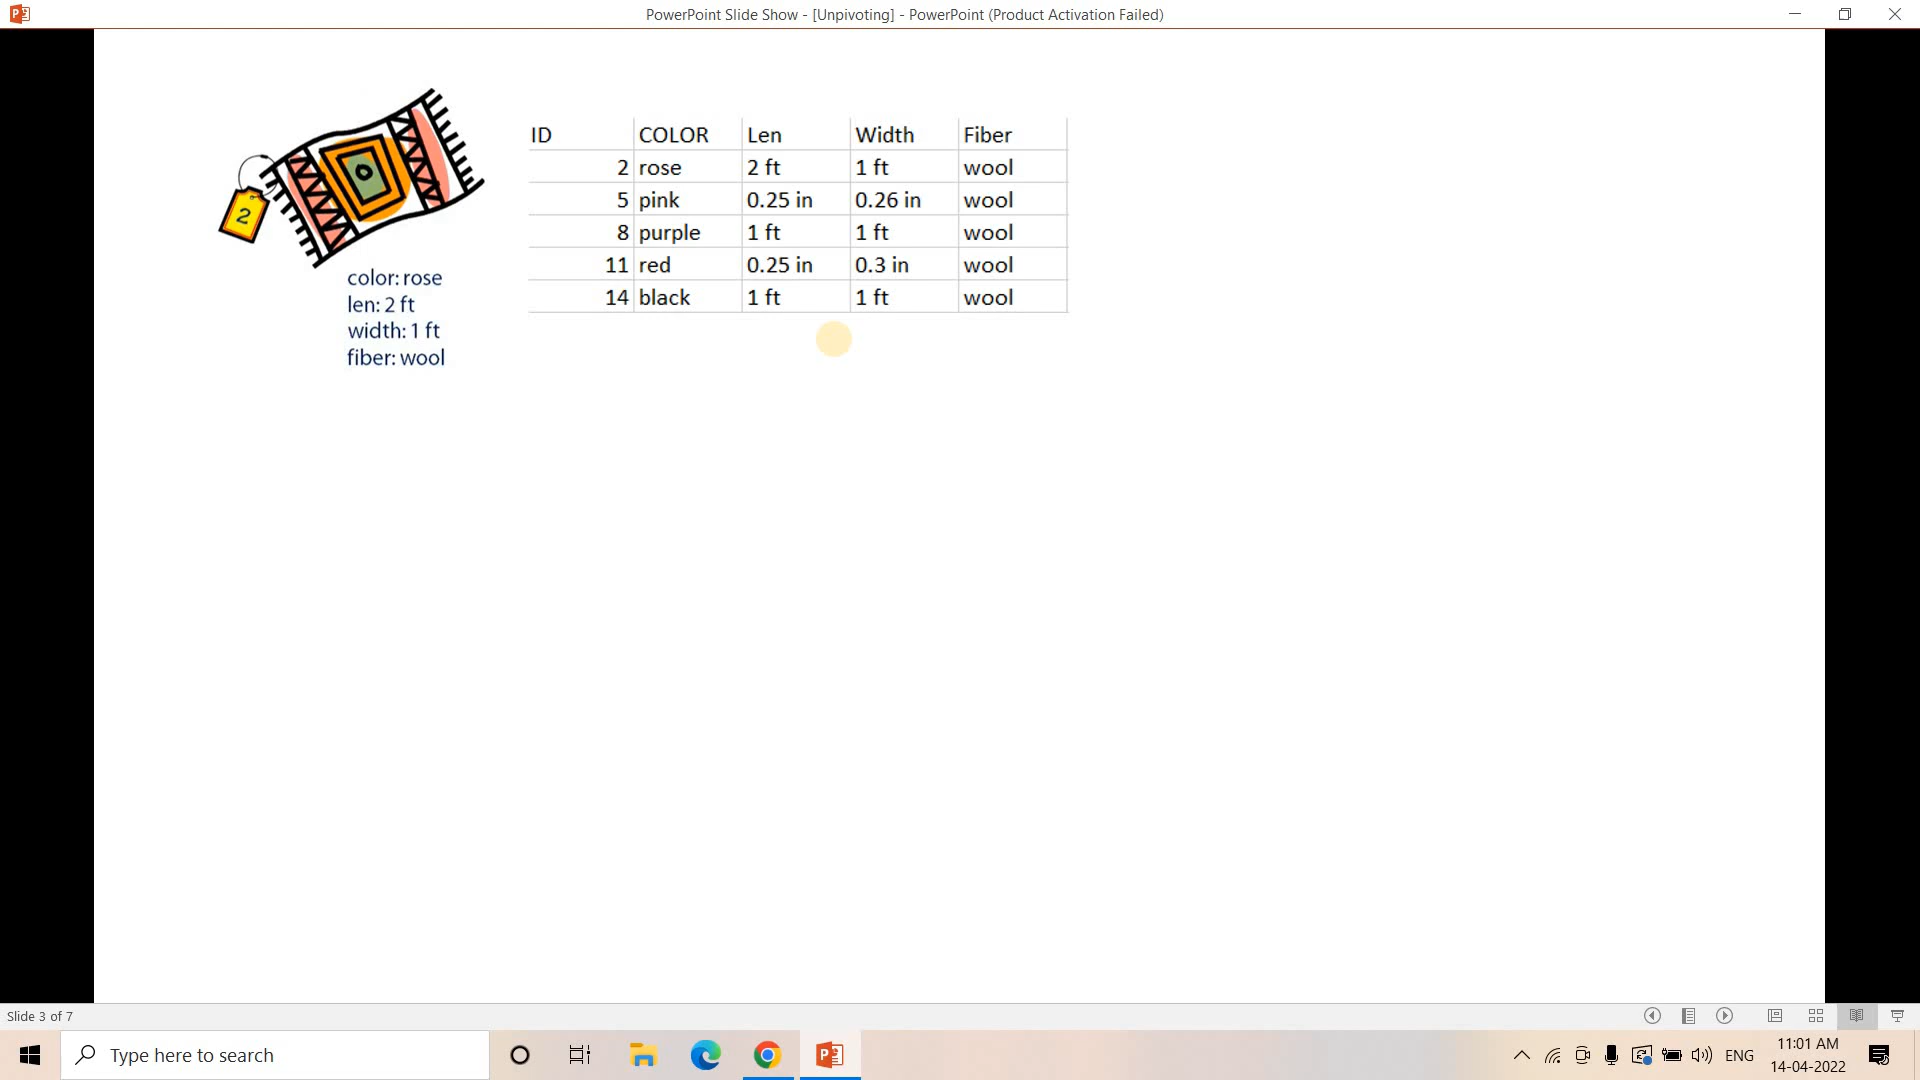 PowerPoint Slide Show - [Unpivoting] - PowerPoint (Product Activation Failed)
2
color: rose
len: 2 ft
width: 1 ft
fiber: wool
ID COLOR Len Width Fiber
2 rose 2 ft 1 ft wool
5 pink 0.25 in 0.26 in wool
8 purple 1 ft 1 ft wool
11 red 0.25 in 0.3 in wool
14 black 1 ft 1 ft wool
Slide 3 of 7
Type here to search
ENG
11:01 AM
14-04-2022